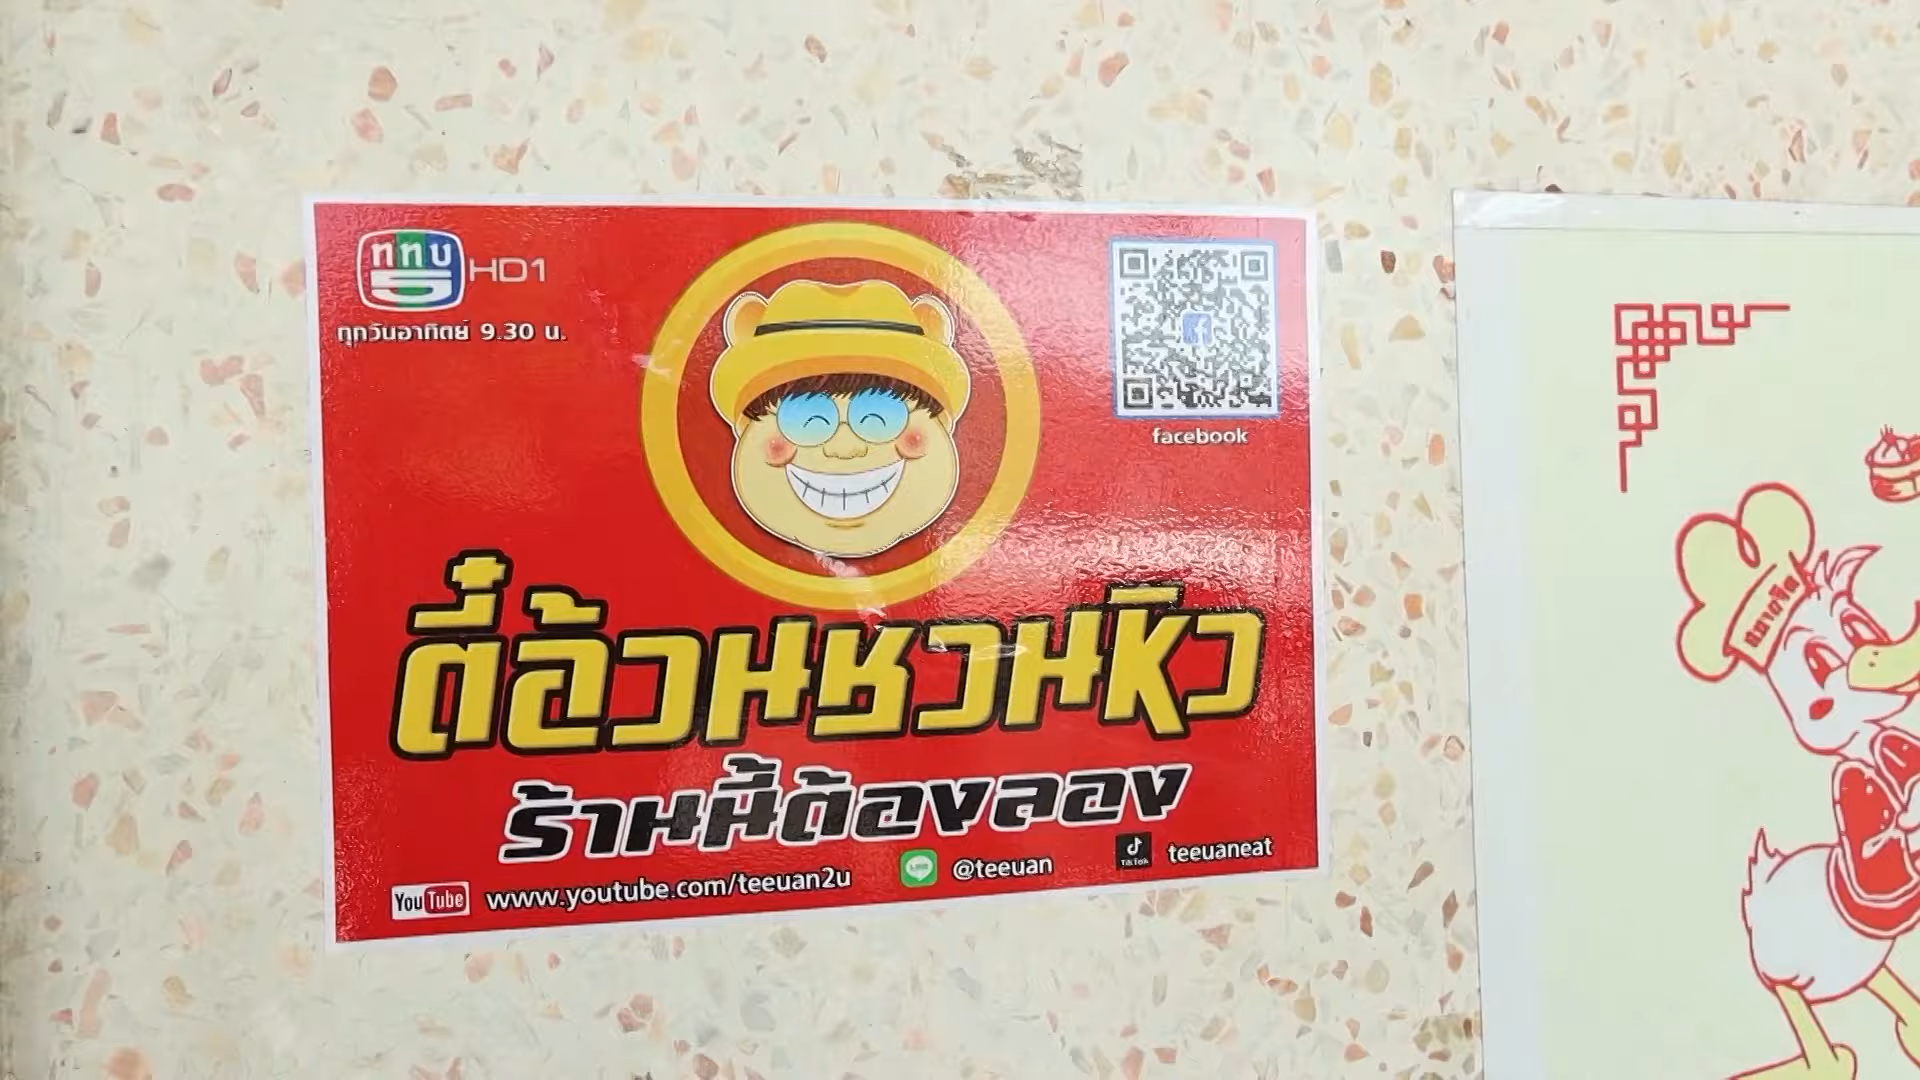 ททบ 5 HD1
ทุกวันอาทิตย์ 9.30 น.
facebook
ตี๋อ้วนชวนหิว
ร้านนี้ต้องลอง
YouTube www.youtube.com/teeuan2u
LINE @teeuan
TikTok teeuaneat